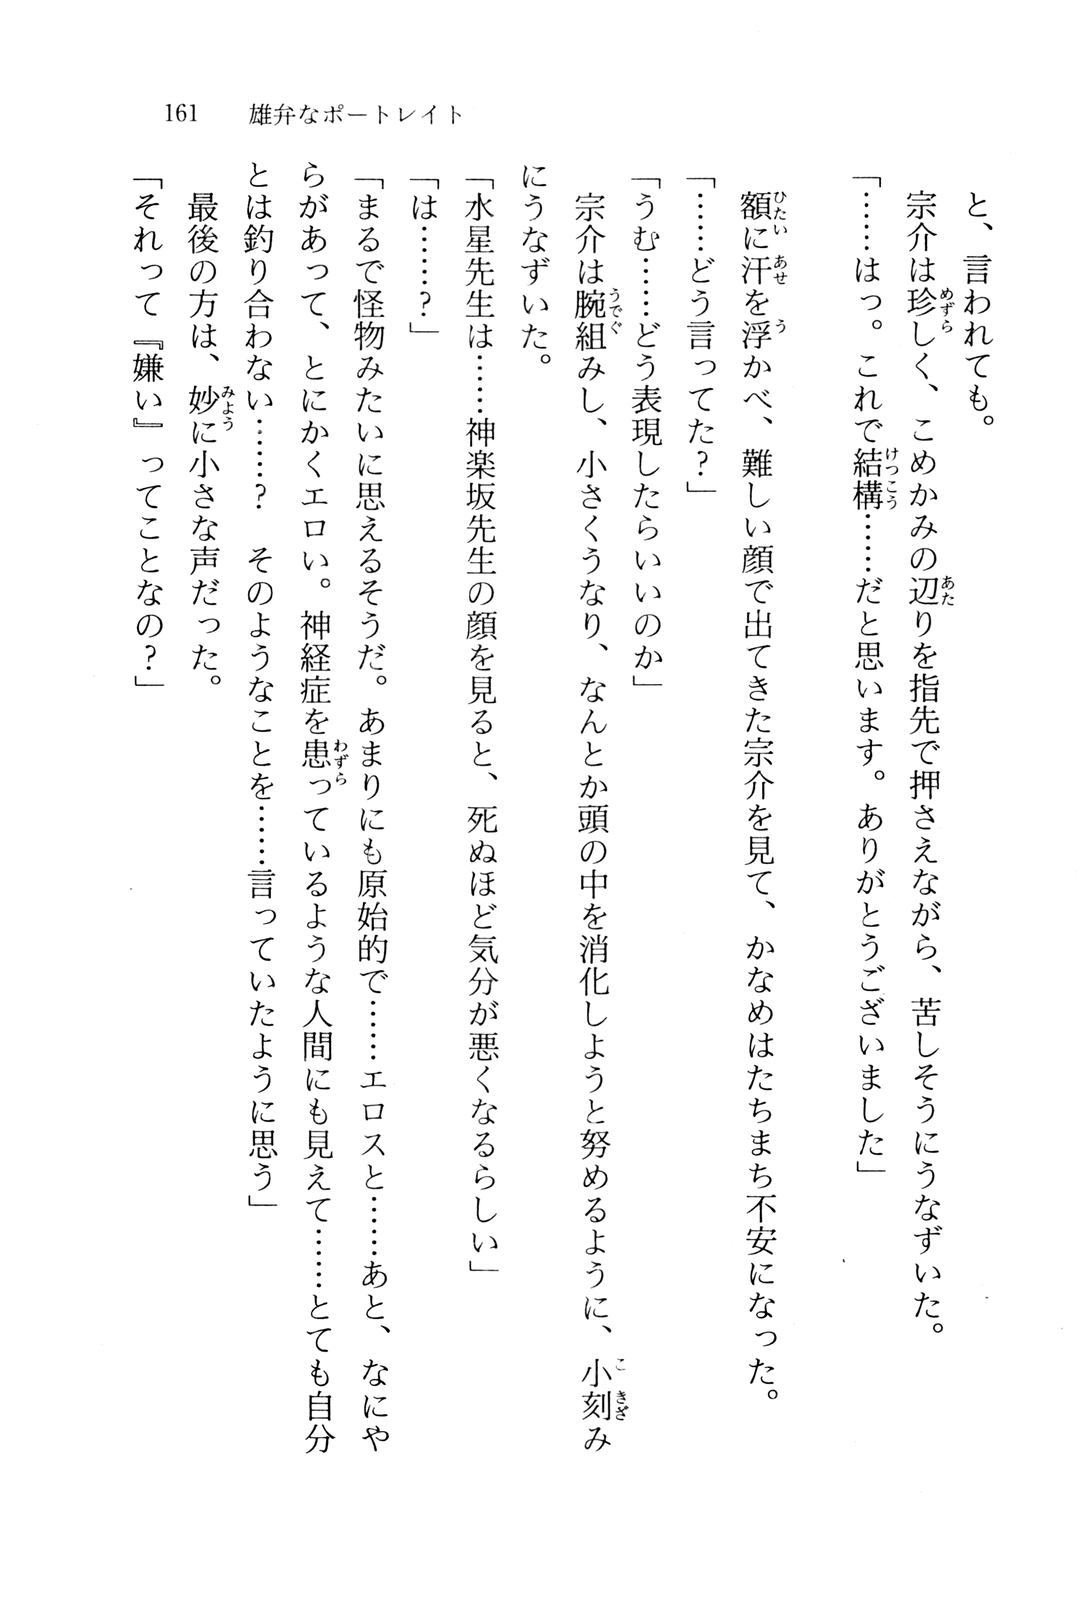 161　雄弁なポートレイト
と、言われても。
宗介は珍しく、こめかみの辺りを指先で押さえながら、苦しそうにうなずいた。
「……はっ。これで結構……だと思います。ありがとうございました」
額に汗を浮かべ、難しい顔で出てきた宗介を見て、かなめはたちまち不安になった。
「……どう言ってた？」
「うむ……どう表現したらいいのか」
宗介は腕組みし、小さくうなり、なんとか頭の中を消化しようと努めるように、小刻み
にうなずいた。
「水星先生は……神楽坂先生の顔を見ると、死ぬほど気分が悪くなるらしい」
「は……？」
「まるで怪物みたいに思えるそうだ。あまりにも原始的で……エロスと……あと、なにや
らがあって、とにかくエロい。神経症を患っているような人間にも見えて……とても自分
とは釣り合わない……？　そのようなことを……言っていたように思う」
最後の方は、妙に小さな声だった。
「それって『嫌い』ってことなの？」